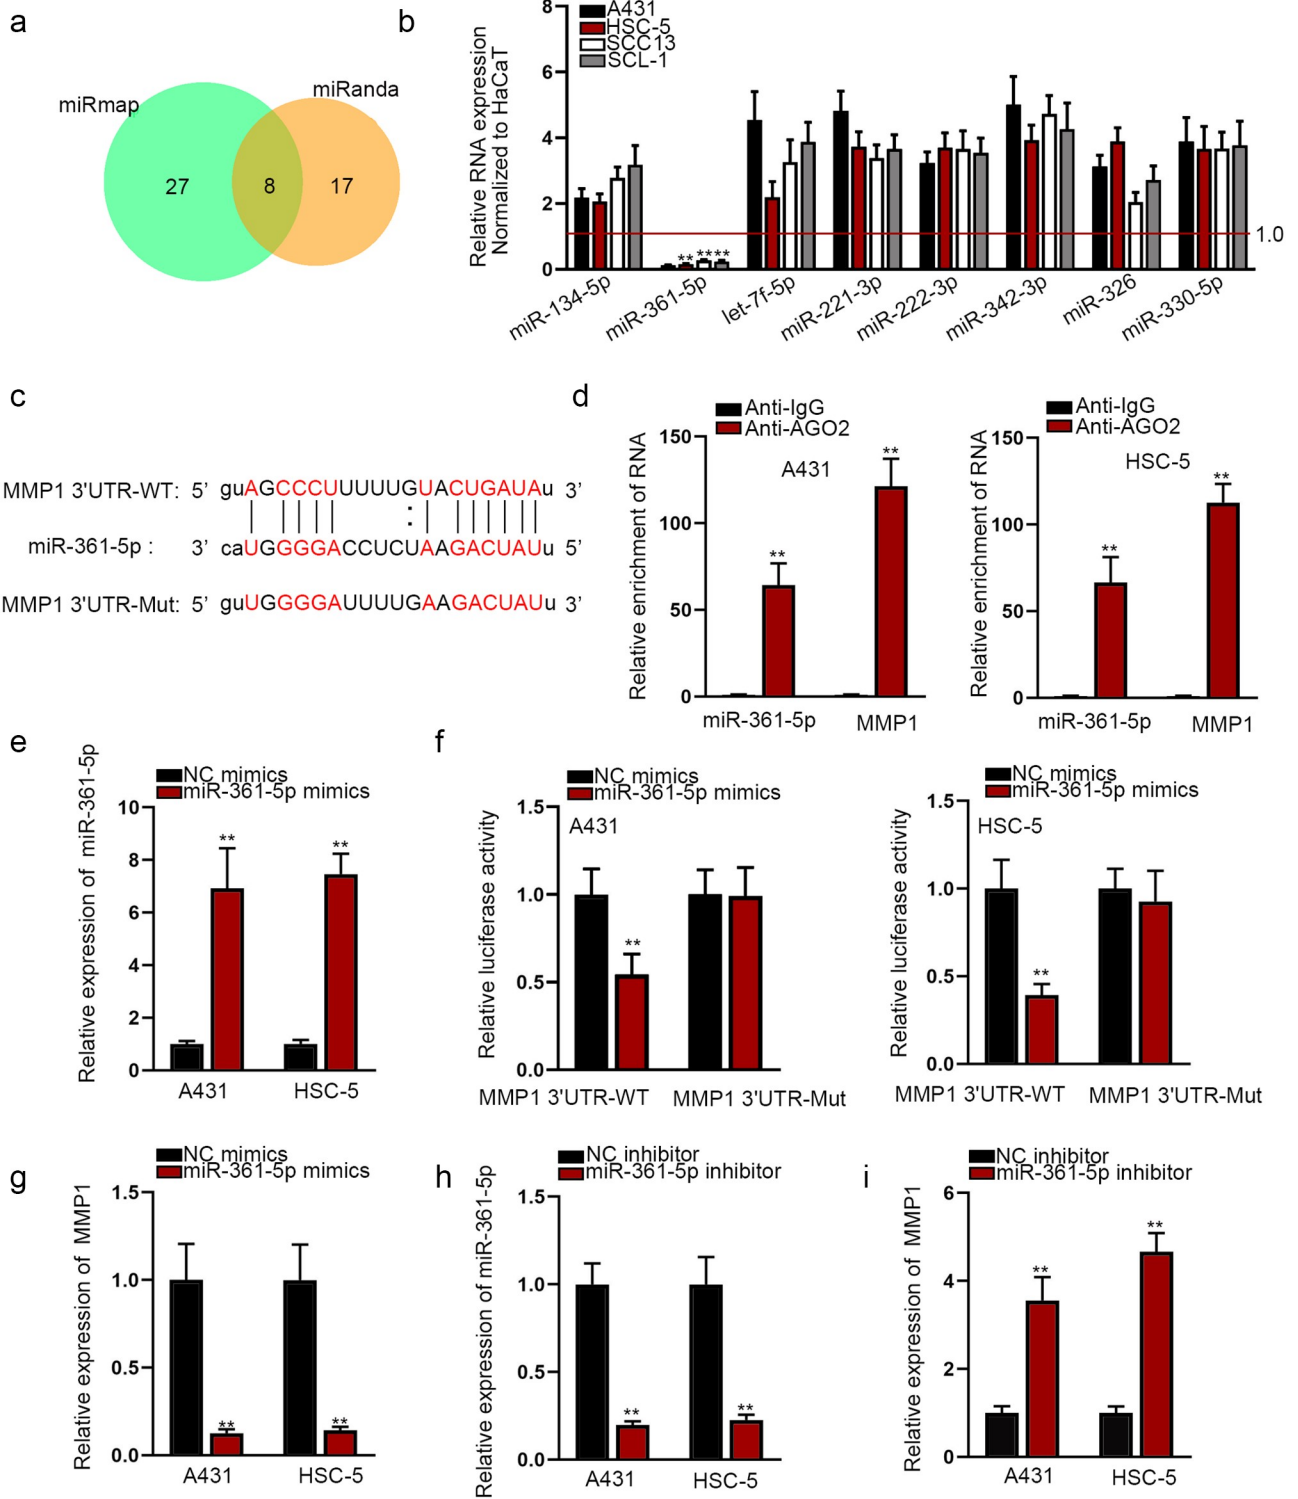 a
miRmap
miRanda
27
8
17
b
A431
HSC-5
SCC13
SCL-1
Relative RNA expression
Normalized to HaCaT
8
6
4
2
0
1.0
**
**
**
miR-134-5p
miR-361-5p
let-7f-5p
miR-221-3p
miR-222-3p
miR-342-3p
miR-326
miR-330-5p
c
MMP1 3'UTR-WT: 5' guAGCCCUUUUUGUACUGAUAu 3'
miR-361-5p : 3' caUGGGGACCUCUAAGACUAUu 5'
MMP1 3'UTR-Mut: 5' guUGGGGAUUUUGAAGACUAUu 3'
d
Anti-IgG
Anti-AGO2
A431
Relative enrichment of RNA
150
100
50
0
**
**
miR-361-5p
MMP1
Anti-IgG
Anti-AGO2
HSC-5
Relative enrichment of RNA
150
100
50
0
**
**
miR-361-5p
MMP1
e
NC mimics
miR-361-5p mimics
Relative expression of miR-361-5p
10
8
6
4
2
0
**
**
A431
HSC-5
f
NC mimics
miR-361-5p mimics
A431
Relative luciferase activity
1.5
1.0
0.5
0.0
**
MMP1 3'UTR-WT
MMP1 3'UTR-Mut
NC mimics
miR-361-5p mimics
HSC-5
Relative luciferase activity
1.5
1.0
0.5
0.0
**
MMP1 3'UTR-WT
MMP1 3'UTR-Mut
g
NC mimics
miR-361-5p mimics
Relative expression of MMP1
1.5
1.0
0.5
0.0
**
**
A431
HSC-5
h
NC inhibitor
miR-361-5p inhibitor
Relative expression of miR-361-5p
1.5
1.0
0.5
0.0
**
**
A431
HSC-5
i
NC inhibitor
miR-361-5p inhibitor
Relative expression of MMP1
6
4
2
0
**
**
A431
HSC-5